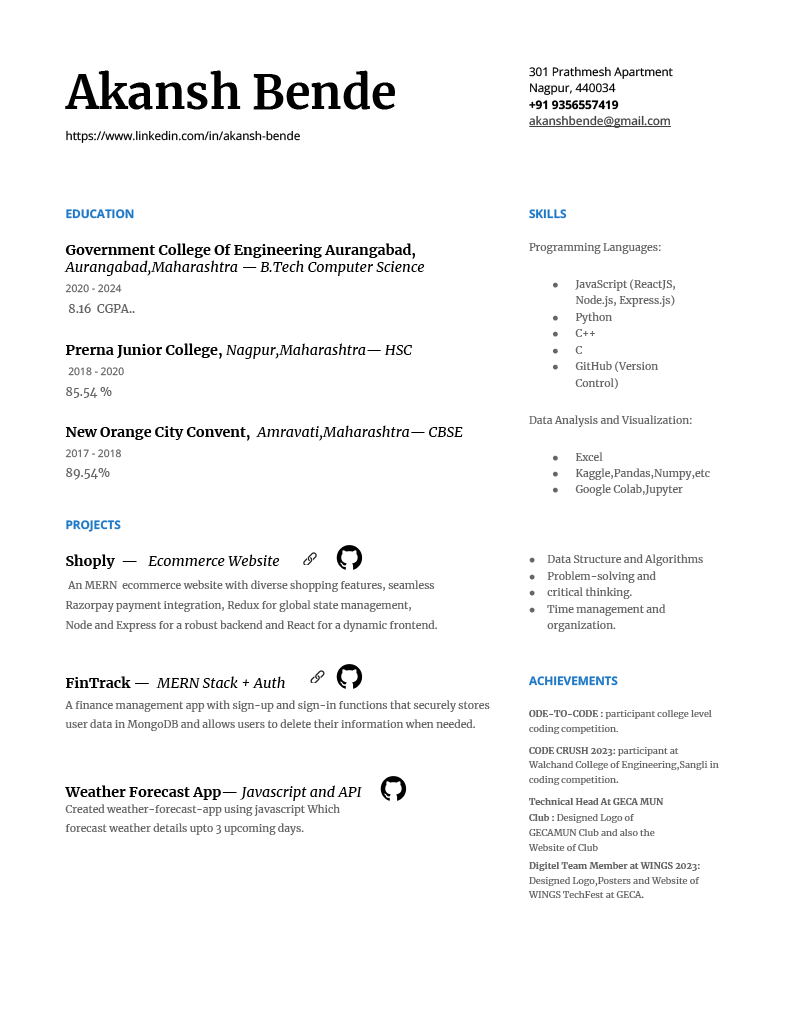 Akansh Bende
https://www.linkedin.com/in/akansh-bende
301 Prathmesh Apartment
Nagpur, 440034
+91 9356557419
akanshbende@gmail.com
EDUCATION
Government College Of Engineering Aurangabad,
Aurangabad,Maharashtra — B.Tech Computer Science
2020 - 2024
8.16 CGPA..
Prerna Junior College, Nagpur,Maharashtra— HSC
2018 - 2020
85.54 %
New Orange City Convent, Amravati,Maharashtra— CBSE
2017 - 2018
89.54%
PROJECTS
Shoply — Ecommerce Website
An MERN ecommerce website with diverse shopping features, seamless
Razorpay payment integration, Redux for global state management,
Node and Express for a robust backend and React for a dynamic frontend.
FinTrack — MERN Stack + Auth
A finance management app with sign-up and sign-in functions that securely stores
user data in MongoDB and allows users to delete their information when needed.
Weather Forecast App— Javascript and API
Created weather-forecast-app using javascript Which
forecast weather details upto 3 upcoming days.
SKILLS
Programming Languages:
● JavaScript (ReactJS,
Node.js, Express.js)
● Python
● C++
● C
● GitHub (Version
Control)
Data Analysis and Visualization:
● Excel
● Kaggle,Pandas,Numpy,etc
● Google Colab,Jupyter
● Data Structure and Algorithms
● Problem-solving and
● critical thinking.
● Time management and
organization.
ACHIEVEMENTS
ODE-TO-CODE : participant college level
coding competition.
CODE CRUSH 2023: participant at
Walchand College of Engineering,Sangli in
coding competition.
Technical Head At GECA MUN
Club : Designed Logo of
GECAMUN Club and also the
Website of Club
Digitel Team Member at WINGS 2023:
Designed Logo,Posters and Website of
WINGS TechFest at GECA.